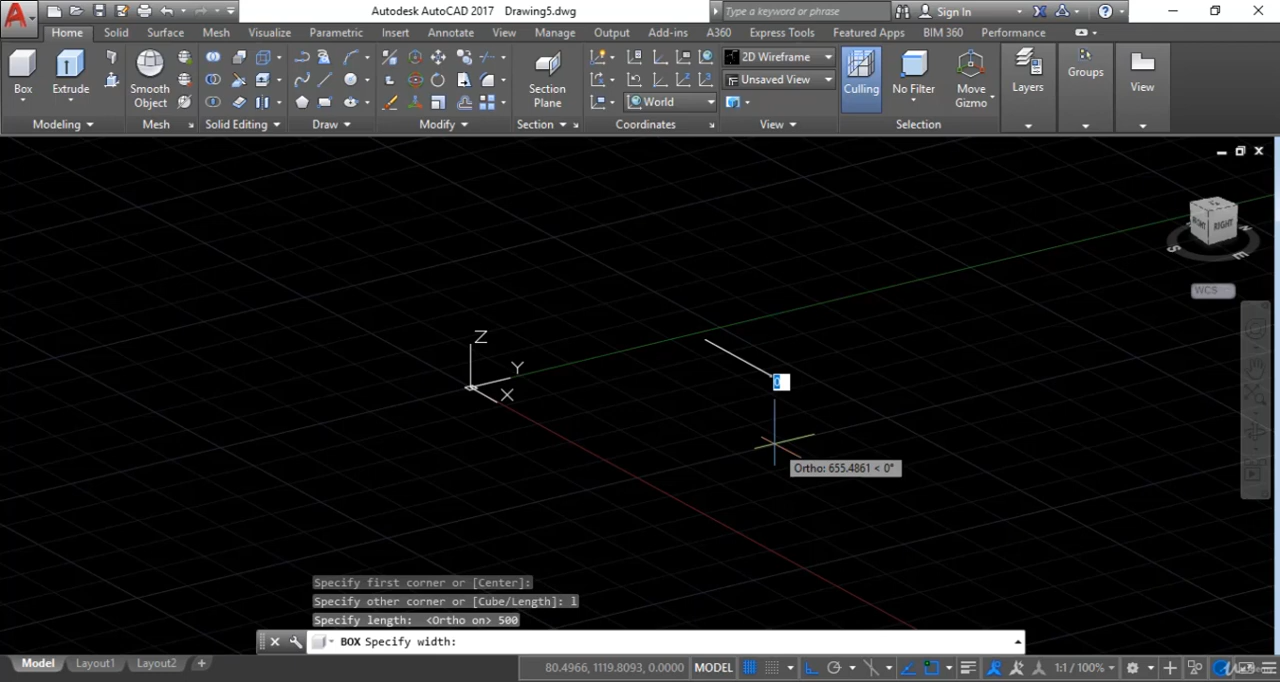 Autodesk AutoCAD 2017 Drawing5.dwg
Type a keyword or phrase
Sign In
Home Solid Surface Mesh Visualize Parametric Insert Annotate View Manage Output Add-ins A360 Express Tools Featured Apps BIM 360 Performance
Box
Extrude
Smooth
Object
Section
Plane
World
2D Wireframe
Unsaved View
Culling
No Filter
Move
Gizmo
Layers
Groups
View
Modeling
Mesh
Solid Editing
Draw
Modify
Section
Coordinates
View
Selection
RIGHT
S
E
WCS
Z
Y
X
0
Ortho: 655.4861 < 0°
Specify first corner or [Center]:
Specify other corner or [Cube/Length]: l
Specify length: <Ortho on> 500
BOX Specify width:
Model Layout1 Layout2 +
80.4966, 1119.8093, 0.0000 MODEL 1:1 / 100%